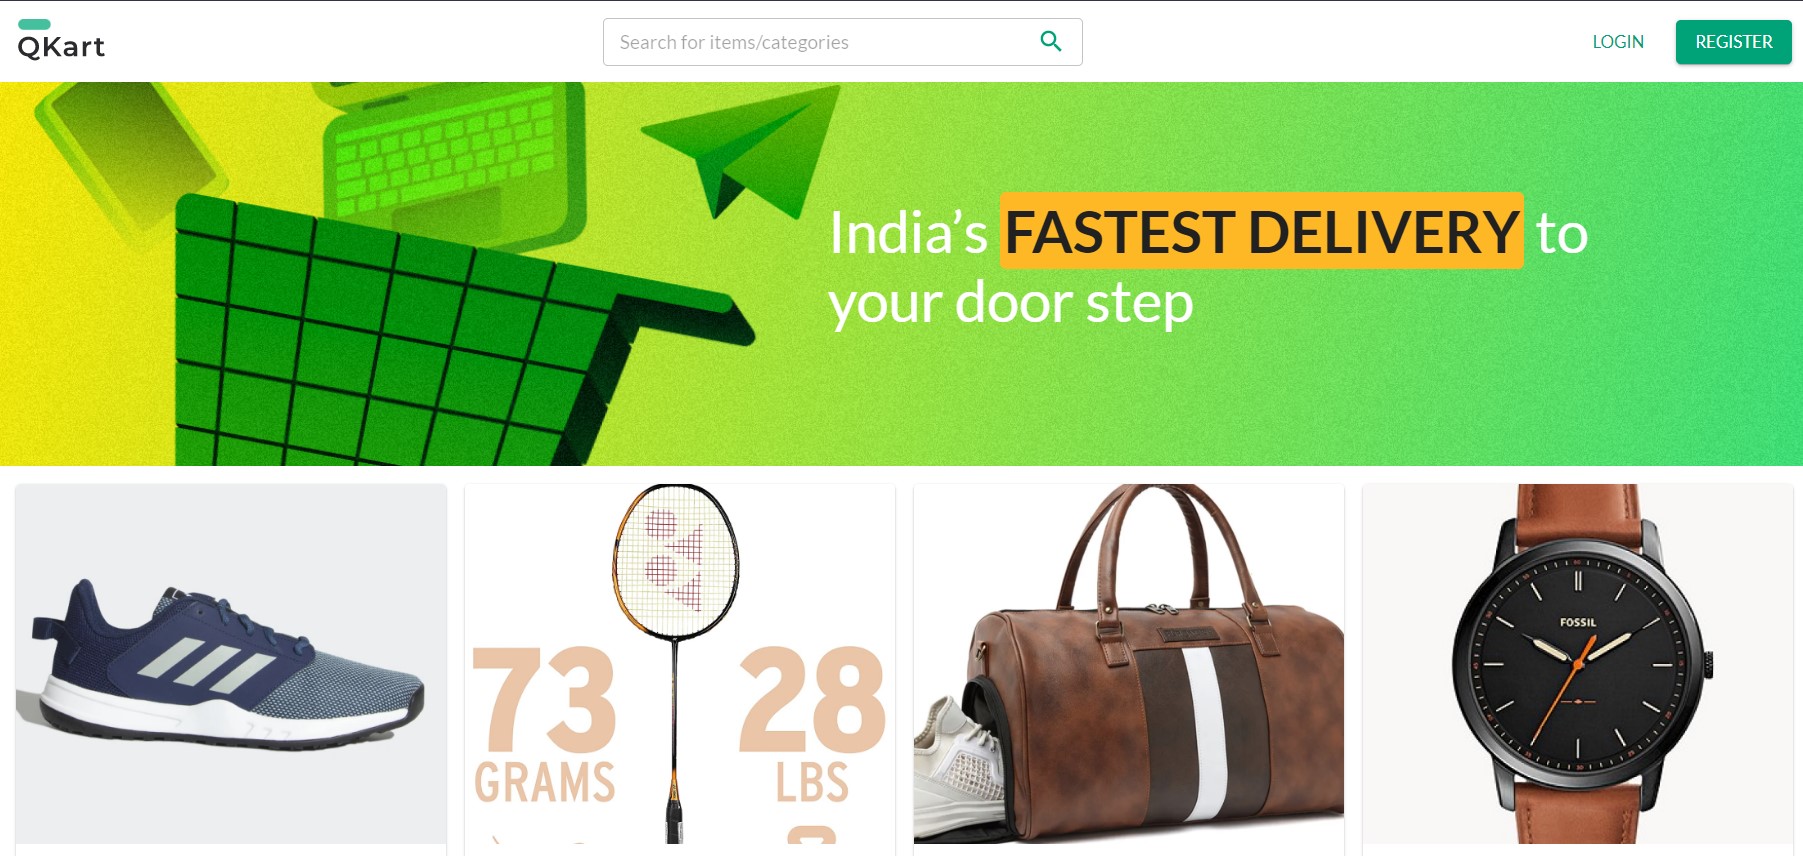 QKart
Search for items/categories
LOGIN
REGISTER
India’s FASTEST DELIVERY to
your door step
73
GRAMS
28
LBS
FOSSIL